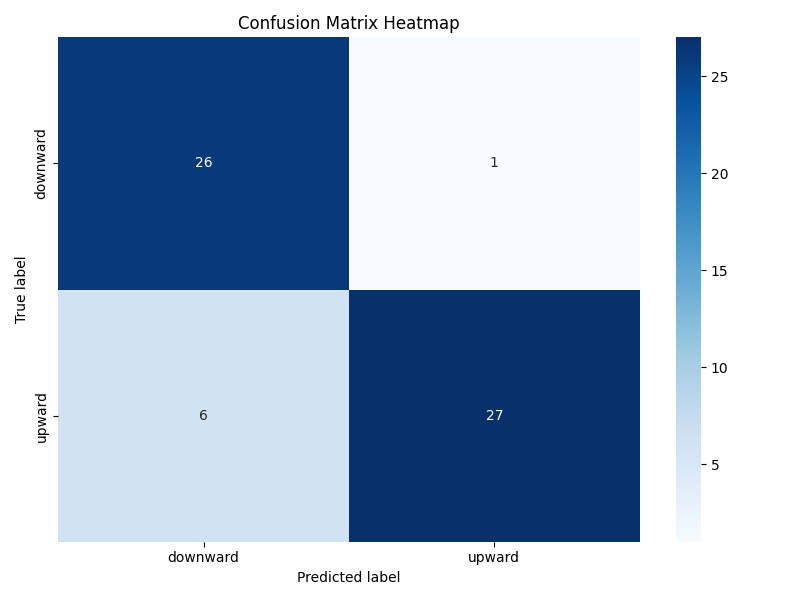 Confusion Matrix Heatmap
True label
downward
26
1
upward
6
27
downward
upward
Predicted label
25
20
15
10
5